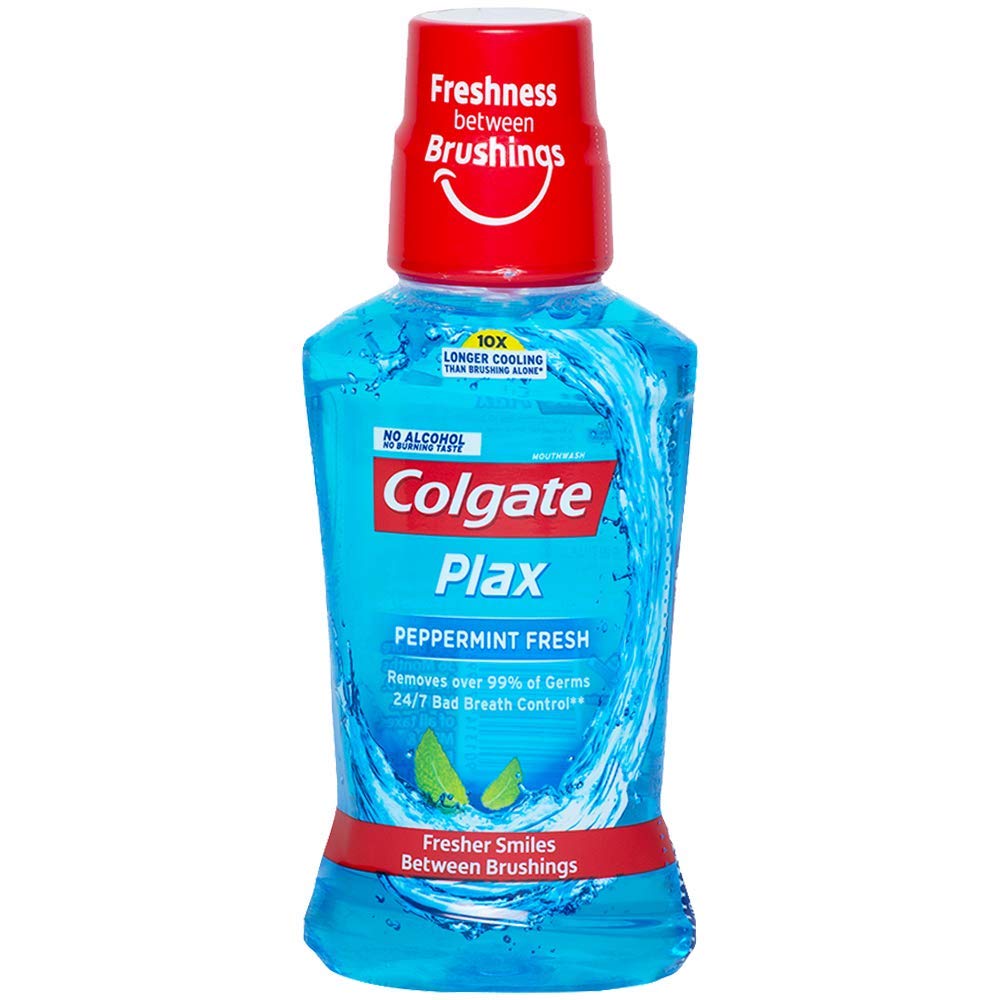 Freshness
between
Brushings
10X
LONGER COOLING
THAN BRUSHING ALONE*
NO ALCOHOL
NO BURNING TASTE
MOUTHWASH
Colgate
Plax
PEPPERMINT FRESH
Removes over 99% of Germs
24/7 Bad Breath Control**
Fresher Smiles
Between Brushings